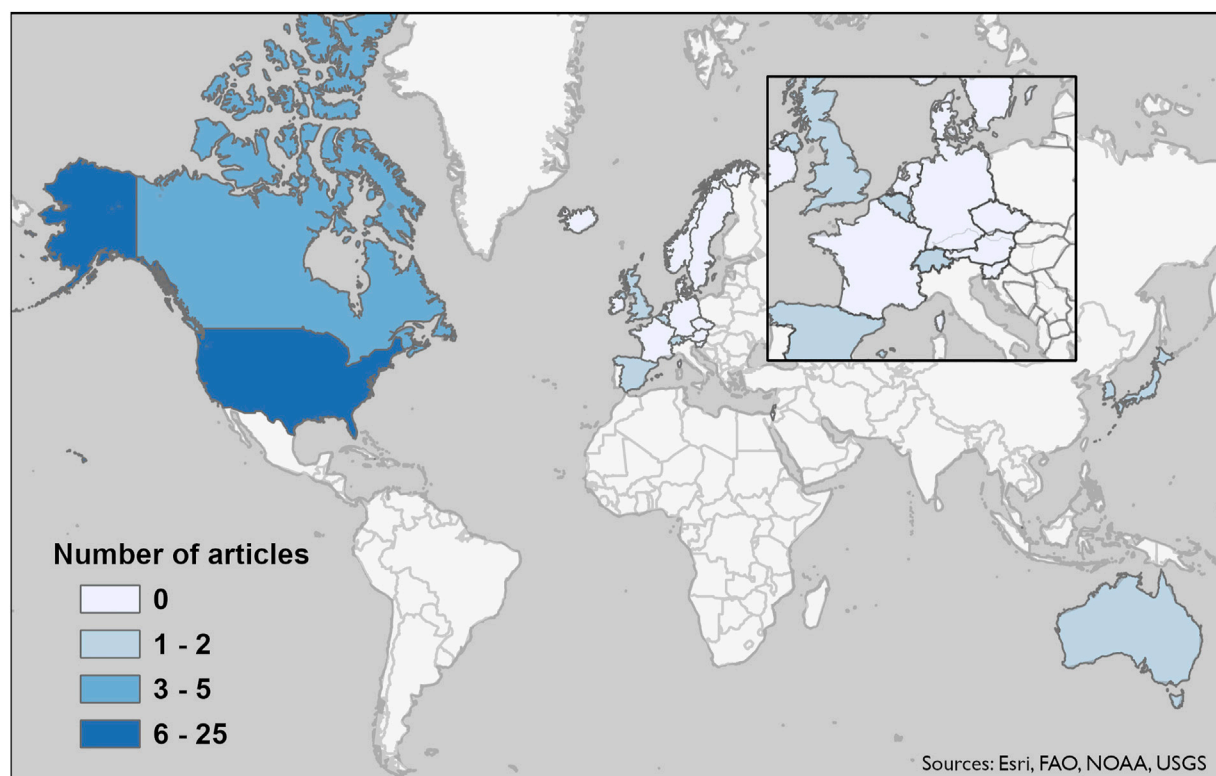 Number of articles
0
1 - 2
3 - 5
6 - 25
Sources: Esri, FAO, NOAA, USGS